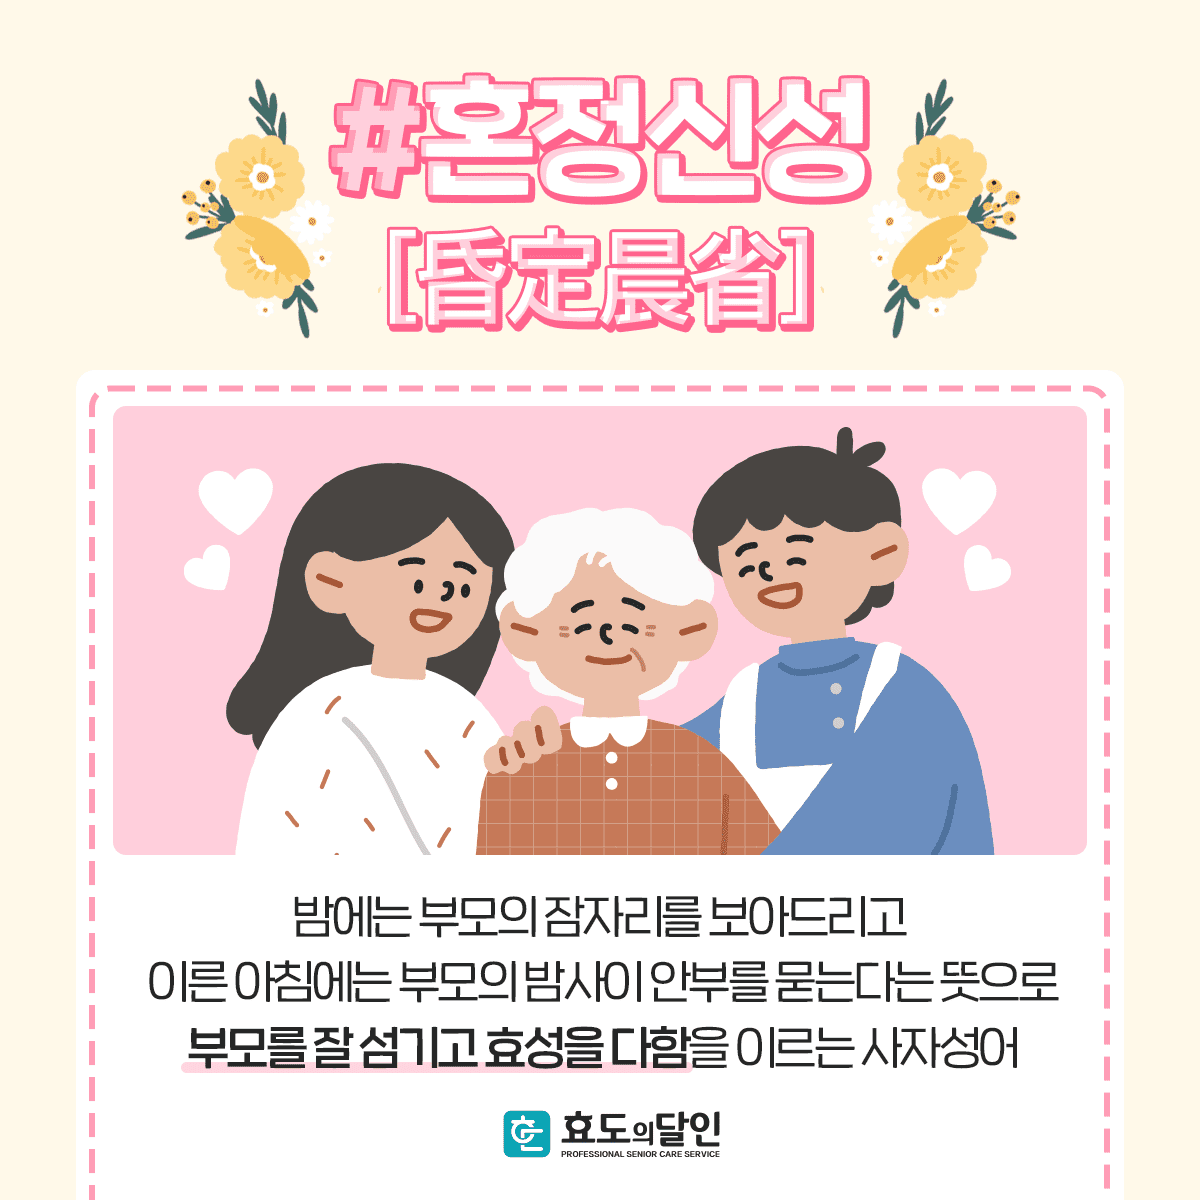 #혼정신성
[昏定晨省]
밤에는 부모의 잠자리를 보아드리고
이른 아침에는 부모의 밤사이 안부를 묻는다는 뜻으로
부모를 잘 섬기고 효성을 다함을 이르는 사자성어
효도의달인
PROFESSIONAL SENIOR CARE SERVICE